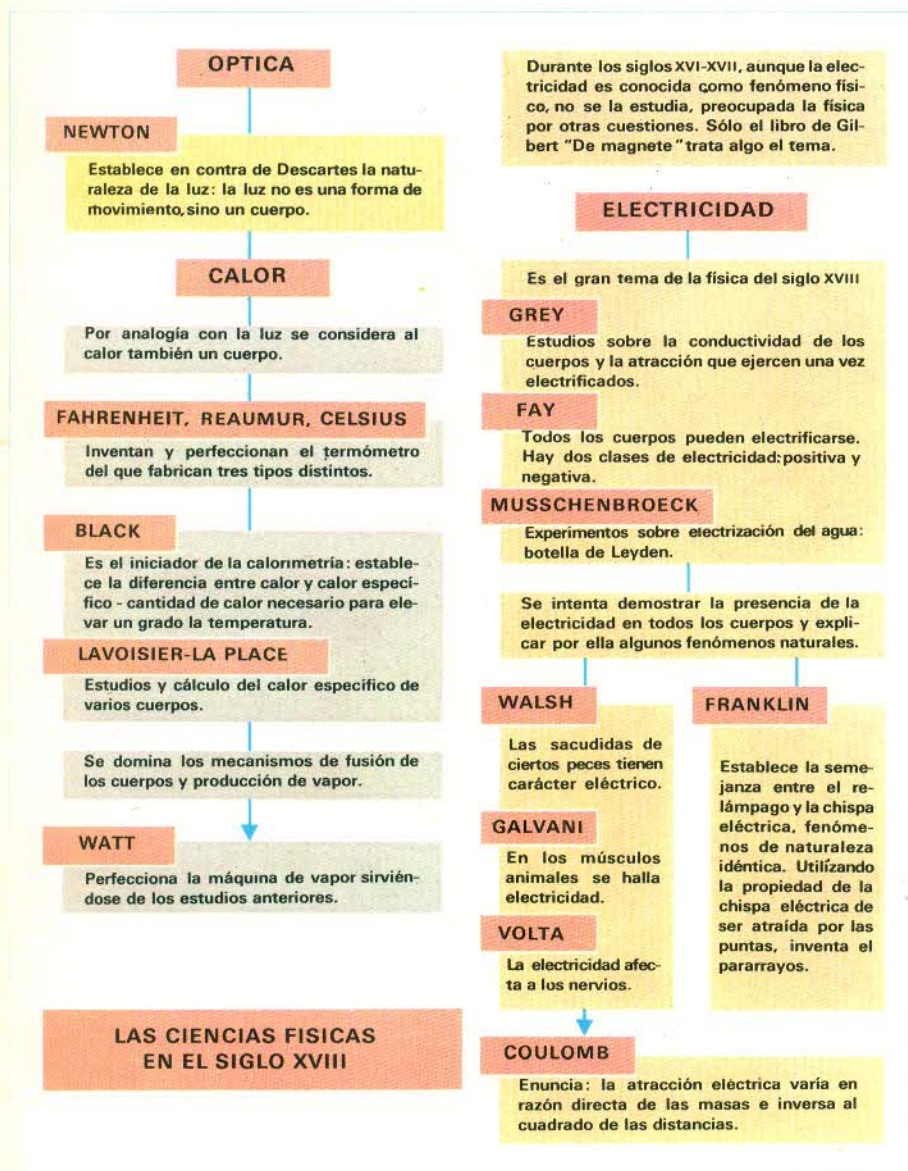 OPTICA
NEWTON
Establece en contra de Descartes la natu-
raleza de la luz: la luz no es una forma de
movimiento, sino un cuerpo.
CALOR
Por analogía con la luz se considera al
calor también un cuerpo.
FAHRENHEIT, REAUMUR, CELSIUS
Inventan y perfeccionan el termómetro
del que fabrican tres tipos distintos.
BLACK
Es el iniciador de la calorimetría: estable-
ce la diferencia entre calor y calor especí-
fico - cantidad de calor necesario para ele-
var un grado la temperatura.
LAVOISIER-LA PLACE
Estudios y cálculo del calor específico de
varios cuerpos.
Se domina los mecanismos de fusión de
los cuerpos y producción de vapor.
WATT
Perfecciona la máquina de vapor sirvién-
dose de los estudios anteriores.
LAS CIENCIAS FISICAS
EN EL SIGLO XVIII
Durante los siglos XVI-XVII, aunque la elec-
tricidad es conocida como fenómeno físi-
co, no se la estudia, preocupada la física
por otras cuestiones. Sólo el libro de Gil-
bert "De magnete" trata algo el tema.
ELECTRICIDAD
Es el gran tema de la física del siglo XVIII
GREY
Estudios sobre la conductividad de los
cuerpos y la atracción que ejercen una vez
electrificados.
FAY
Todos los cuerpos pueden electrificarse.
Hay dos clases de electricidad: positiva y
negativa.
MUSSCHENBROECK
Experimentos sobre electrización del agua:
botella de Leyden.
Se intenta demostrar la presencia de la
electricidad en todos los cuerpos y expli-
car por ella algunos fenómenos naturales.
WALSH
Las sacudidas de
ciertos peces tienen
carácter eléctrico.
GALVANI
En los músculos
animales se halla
electricidad.
VOLTA
La electricidad afec-
ta a los nervios.
FRANKLIN
Establece la seme-
janza entre el re-
lámpago y la chispa
eléctrica, fenóme-
nos de naturaleza
idéntica. Utilizando
la propiedad de la
chispa eléctrica de
ser atraída por las
puntas, inventa el
pararrayos.
COULOMB
Enuncia: la atracción eléctrica varía en
razón directa de las masas e inversa al
cuadrado de las distancias.